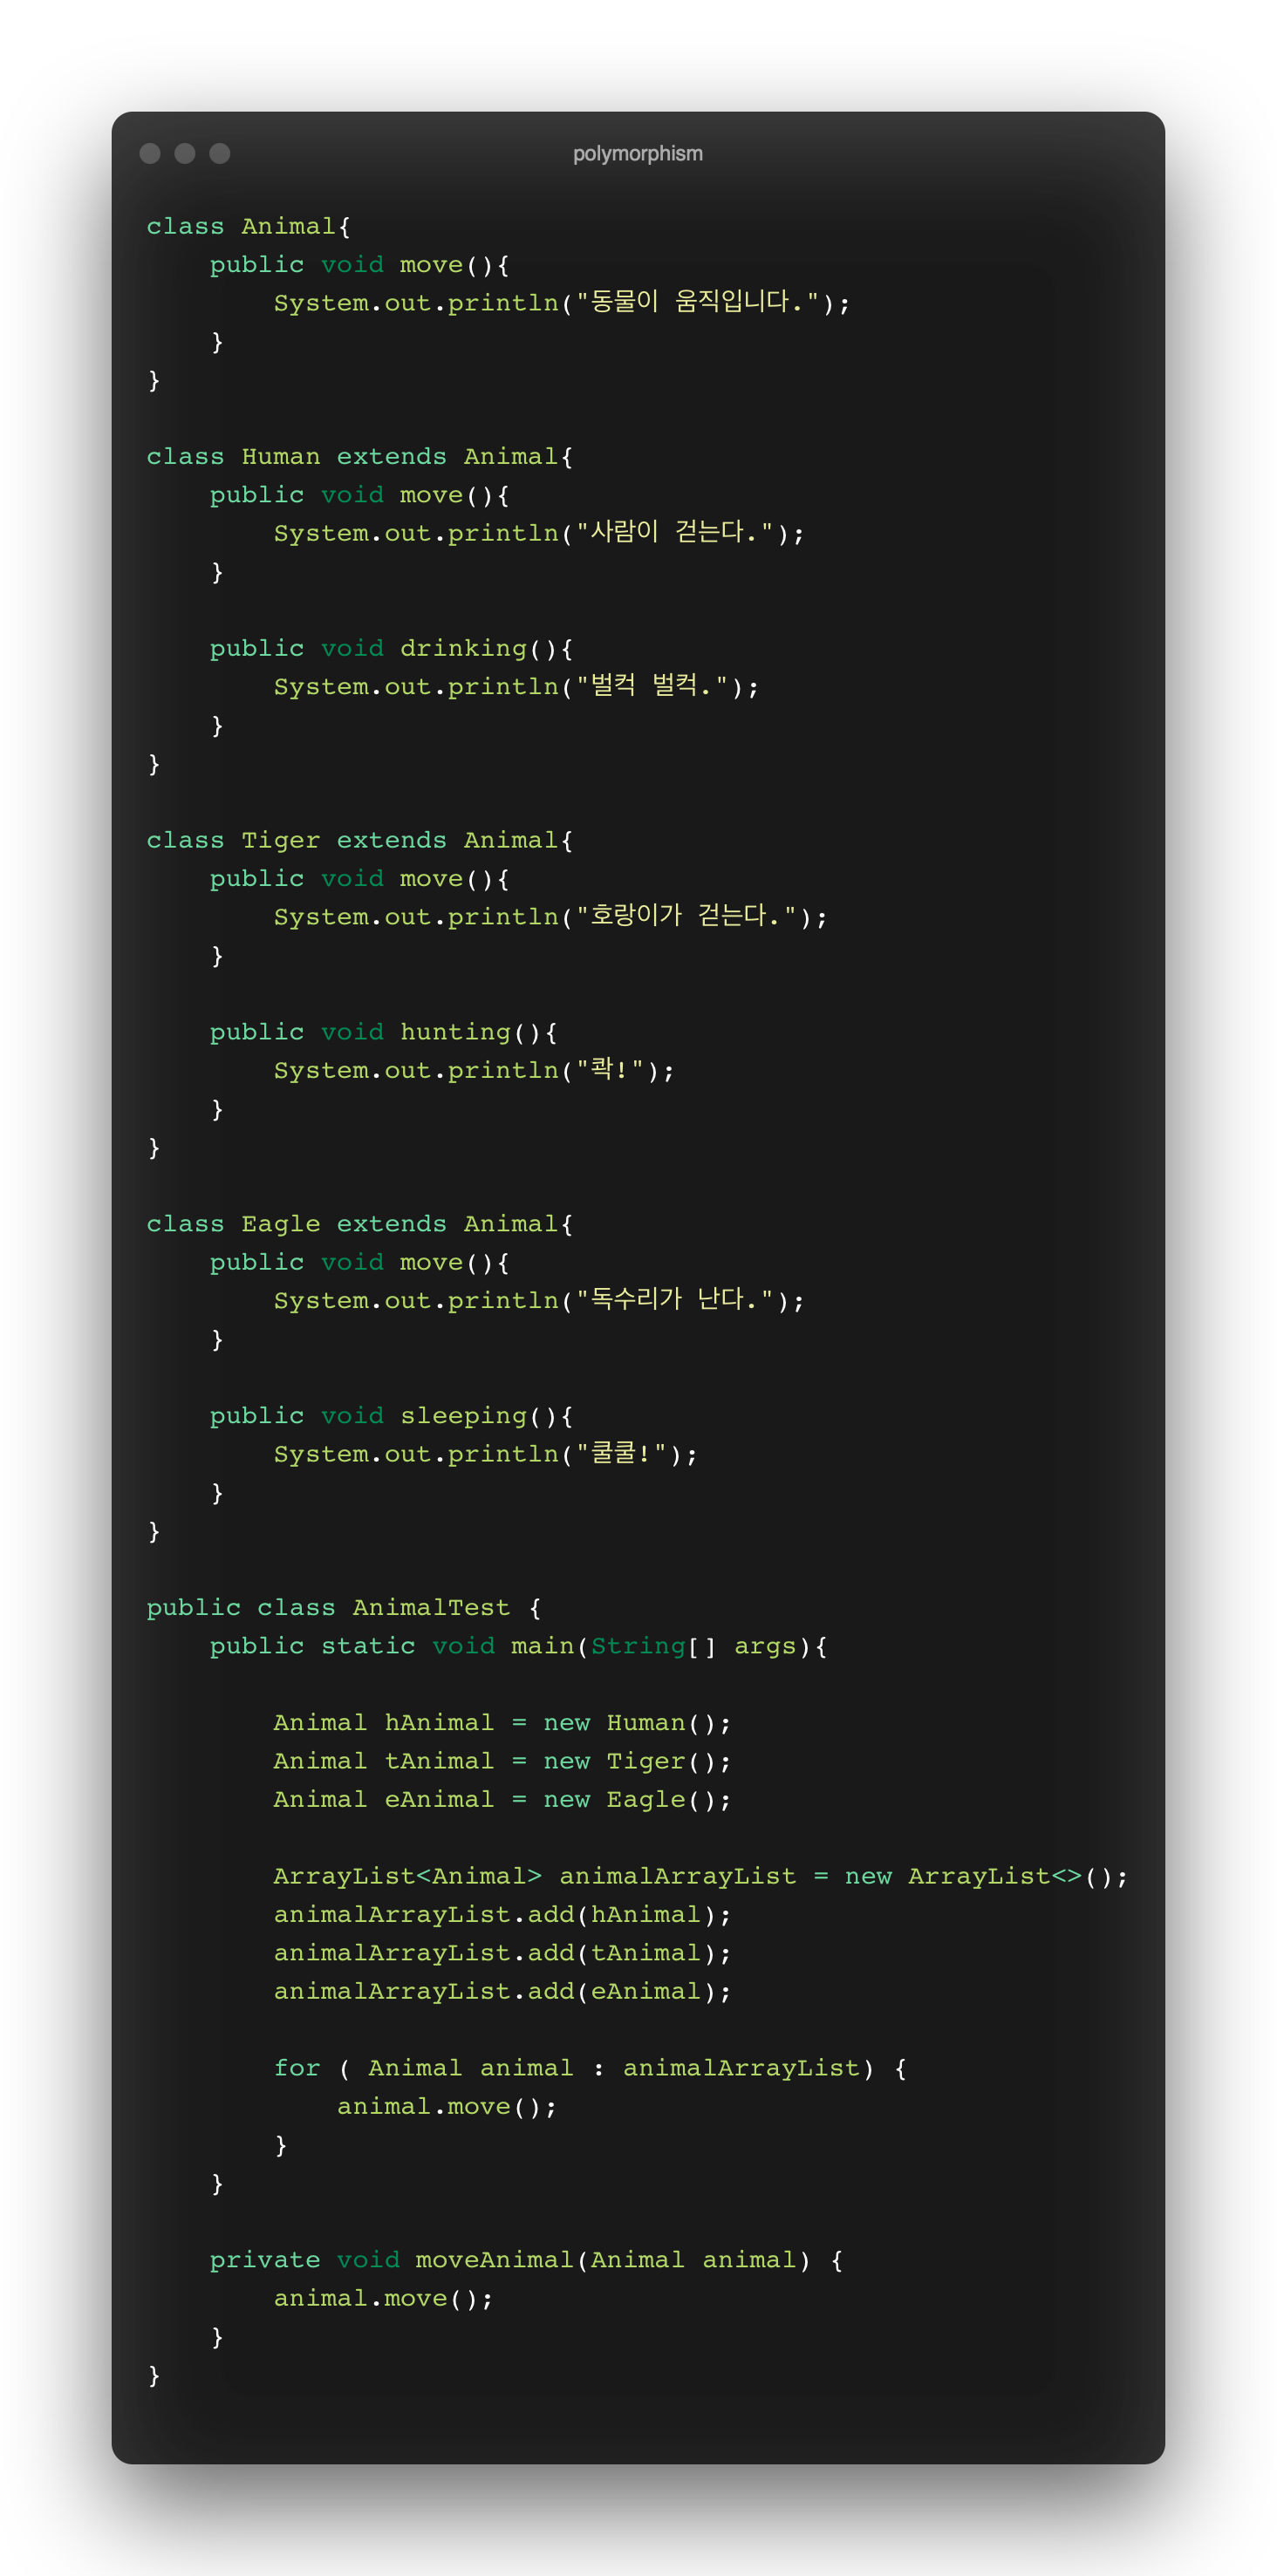 polymorphism
class Animal{
    public void move(){
        System.out.println("동물이 움직입니다.");
    }
}

class Human extends Animal{
    public void move(){
        System.out.println("사람이 걷는다.");
    }

    public void drinking(){
        System.out.println("벌컥 벌컥.");
    }
}

class Tiger extends Animal{
    public void move(){
        System.out.println("호랑이가 걷는다.");
    }

    public void hunting(){
        System.out.println("콱!");
    }
}

class Eagle extends Animal{
    public void move(){
        System.out.println("독수리가 난다.");
    }

    public void sleeping(){
        System.out.println("쿨쿨!");
    }
}

public class AnimalTest {
    public static void main(String[] args){

        Animal hAnimal = new Human();
        Animal tAnimal = new Tiger();
        Animal eAnimal = new Eagle();

        ArrayList<Animal> animalArrayList = new ArrayList<>();
        animalArrayList.add(hAnimal);
        animalArrayList.add(tAnimal);
        animalArrayList.add(eAnimal);

        for ( Animal animal : animalArrayList) {
            animal.move();
        }
    }

    private void moveAnimal(Animal animal) {
        animal.move();
    }
}